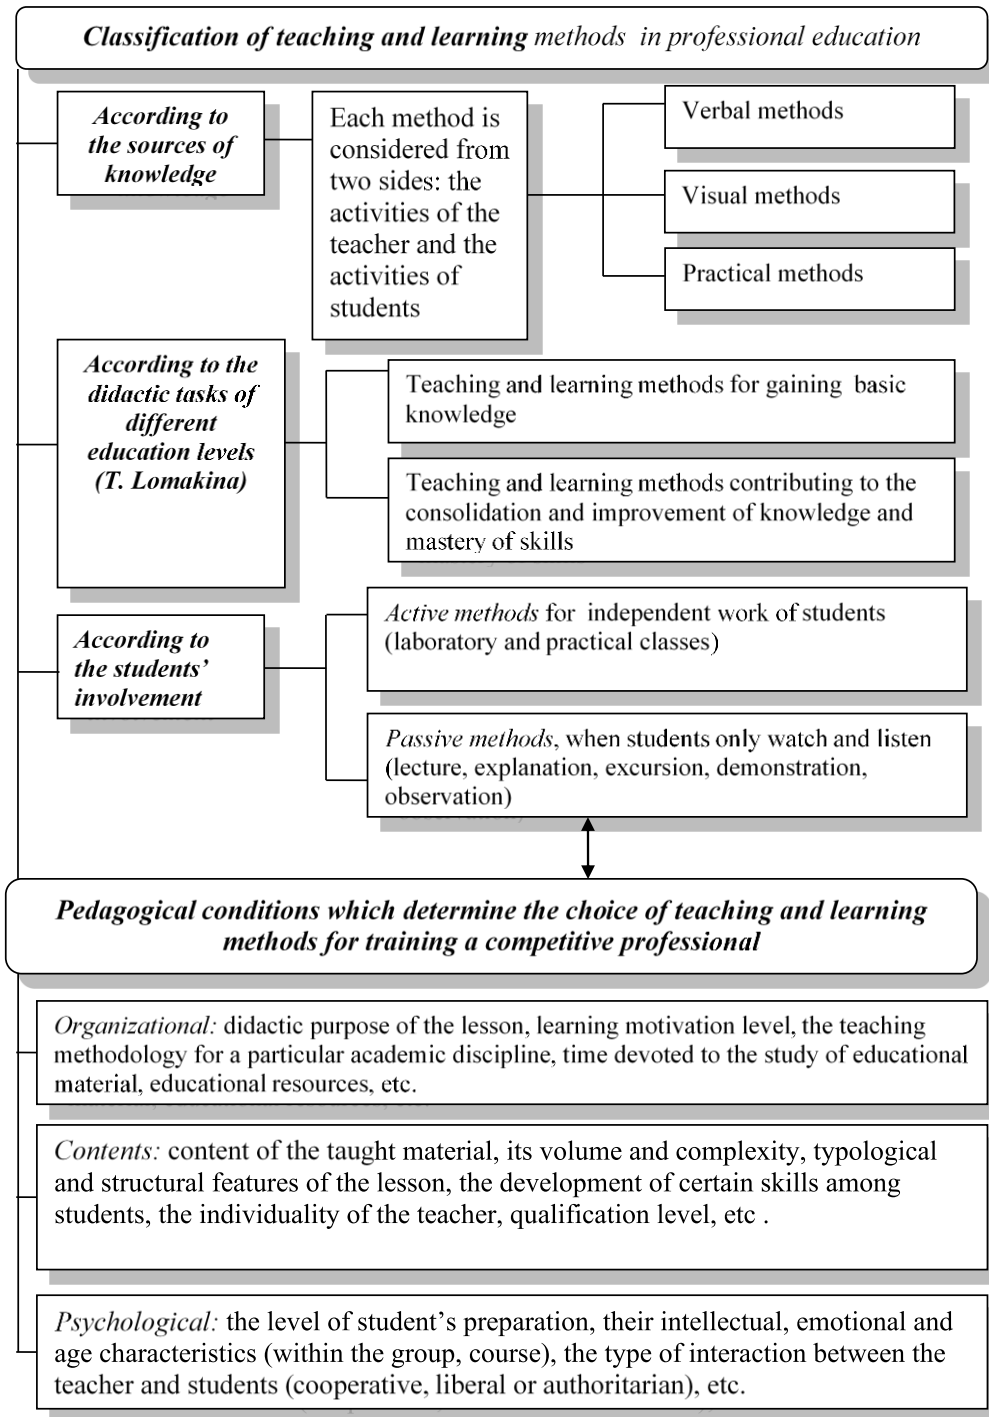 Classification of teaching and learning methods in professional education
According to
the sources of
knowledge
Each method is
considered from
two sides: the
activities of the
teacher and the
activities of
students
Verbal methods
Visual methods
Practical methods
According to the
didactic tasks of
different
education levels
(T. Lomakina)
Teaching and learning methods for gaining basic
knowledge
Teaching and learning methods contributing to the
consolidation and improvement of knowledge and
mastery of skills
According to
the students’
involvement
Active methods for independent work of students
(laboratory and practical classes)
Passive methods, when students only watch and listen
(lecture, explanation, excursion, demonstration,
observation)
Pedagogical conditions which determine the choice of teaching and learning
methods for training a competitive professional
Organizational: didactic purpose of the lesson, learning motivation level, the teaching
methodology for a particular academic discipline, time devoted to the study of educational
material, educational resources, etc.
Contents: content of the taught material, its volume and complexity, typological
and structural features of the lesson, the development of certain skills among
students, the individuality of the teacher, qualification level, etc .
Psychological: the level of student’s preparation, their intellectual, emotional and
age characteristics (within the group, course), the type of interaction between the
teacher and students (cooperative, liberal or authoritarian), etc.